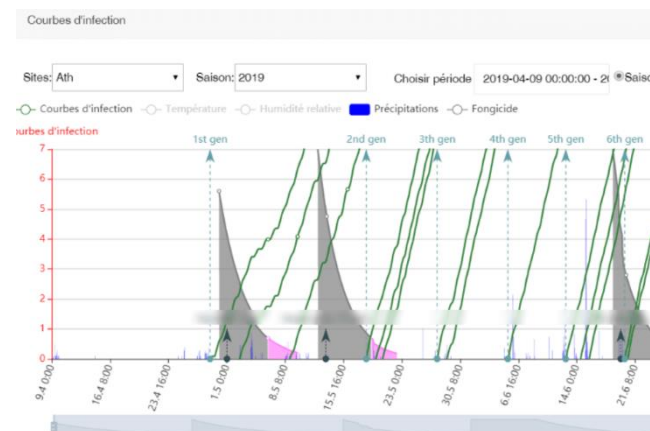 Courbes d'infection
Sites: Ath Saison: 2019 Choisir période 2019-04-09 00:00:00 - 20 Saiso
Courbes d'infection Température Humidité relative Précipitations Fongicide
ourbes d'infection
1st gen 2nd gen 3th gen 4th gen 5th gen 6th gen
7
6
5
4
3
2
1
0
9.4 0:00 16.4 8:00 23.4 16:00 1.5 0:00 8.5 8:00 15.5 16:00 23.5 0:00 30.5 8:00 6.6 16:00 14.6 0:00 21.6 8:00